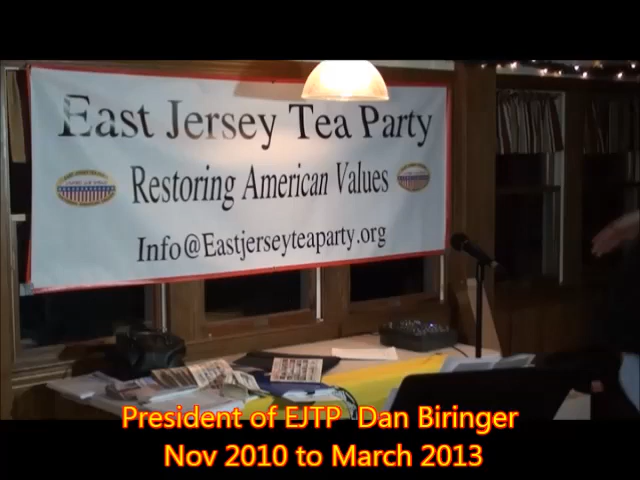 East Jersey Tea Party
Restoring American Values
Info@Eastjerseyteaparty.org
President of EJTP Dan Biringer
Nov 2010 to March 2013